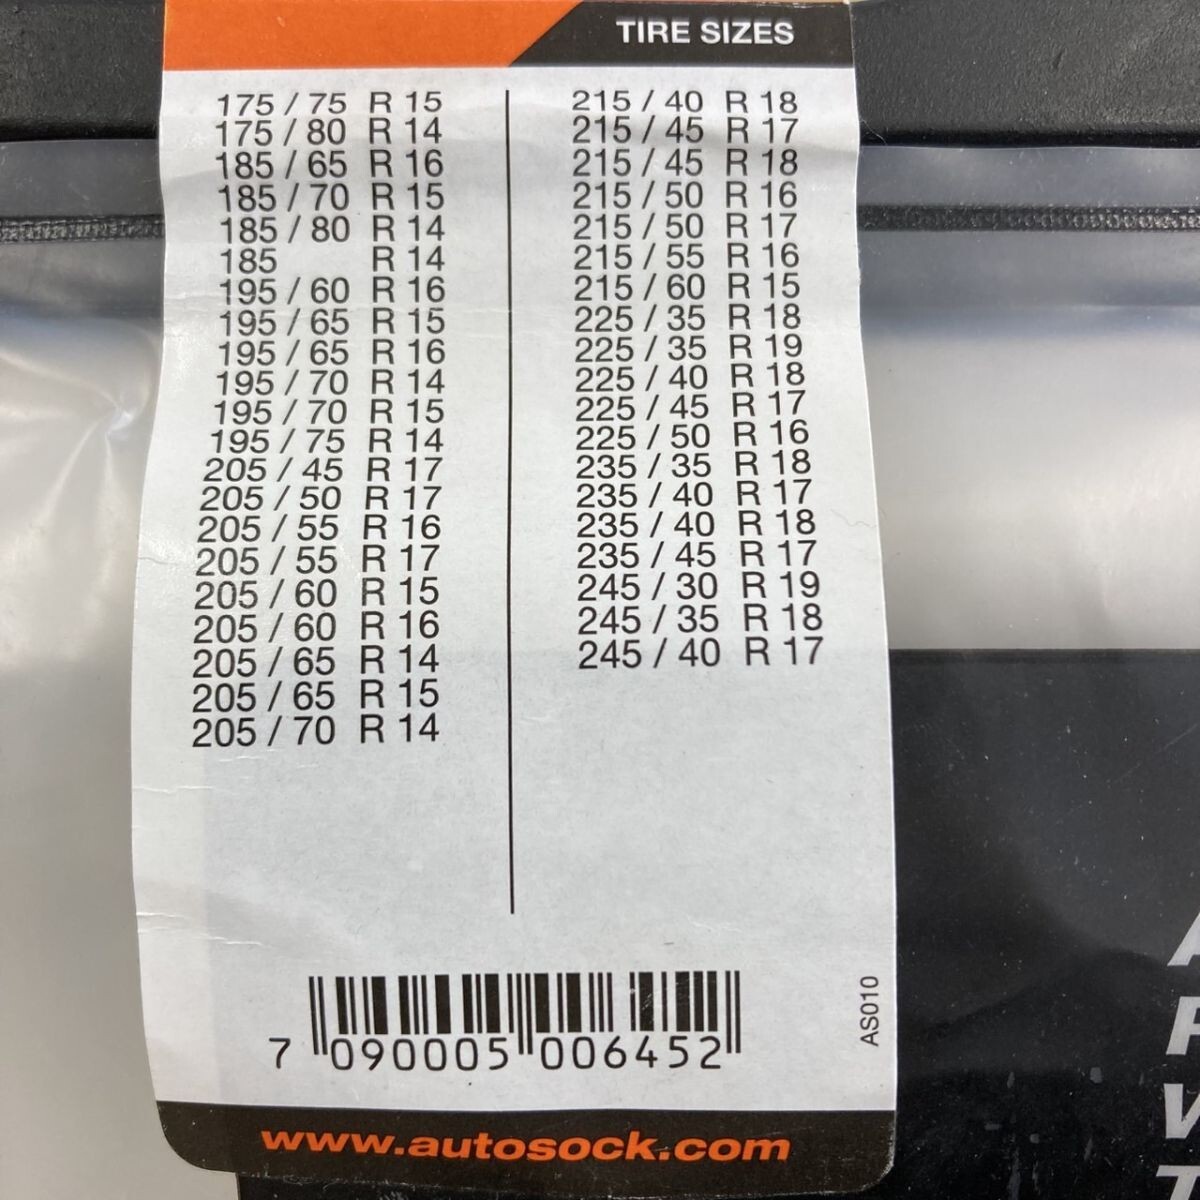 TIRE SIZES
175 / 75 R 15
175 / 80 R 14
185 / 65 R 16
185 / 70 R 15
185 / 80 R 14
185 R 14
195 / 60 R 16
195 / 65 R 15
195 / 65 R 16
195 / 70 R 14
195 / 70 R 15
195 / 75 R 14
205 / 45 R 17
205 / 50 R 17
205 / 55 R 16
205 / 55 R 17
205 / 60 R 15
205 / 60 R 16
205 / 65 R 14
205 / 65 R 15
205 / 70 R 14
215 / 40 R 18
215 / 45 R 17
215 / 45 R 18
215 / 50 R 16
215 / 50 R 17
215 / 55 R 16
215 / 60 R 15
225 / 35 R 18
225 / 35 R 19
225 / 40 R 18
225 / 45 R 17
225 / 50 R 16
235 / 35 R 18
235 / 40 R 17
235 / 40 R 18
235 / 45 R 17
245 / 30 R 19
245 / 35 R 18
245 / 40 R 17
7 090005 006452
AS010
www.autosock.com